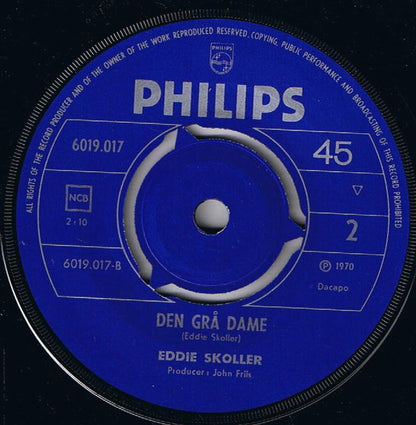 ALL RIGHTS OF THE RECORD PRODUCER AND OF THE OWNER OF THE WORK REPRODUCED RESERVED. COPYING, PUBLIC PERFORMANCE AND BROADCASTING OF THIS RECORD PROHIBITED
PHILIPS
PHILIPS
6019.017
45
NCB
2:10
2
6019.017-B
Ⓟ 1970
Dacapo
DEN GRÅ DAME
(Eddie Skoller)
EDDIE SKOLLER
Producer: John Friis